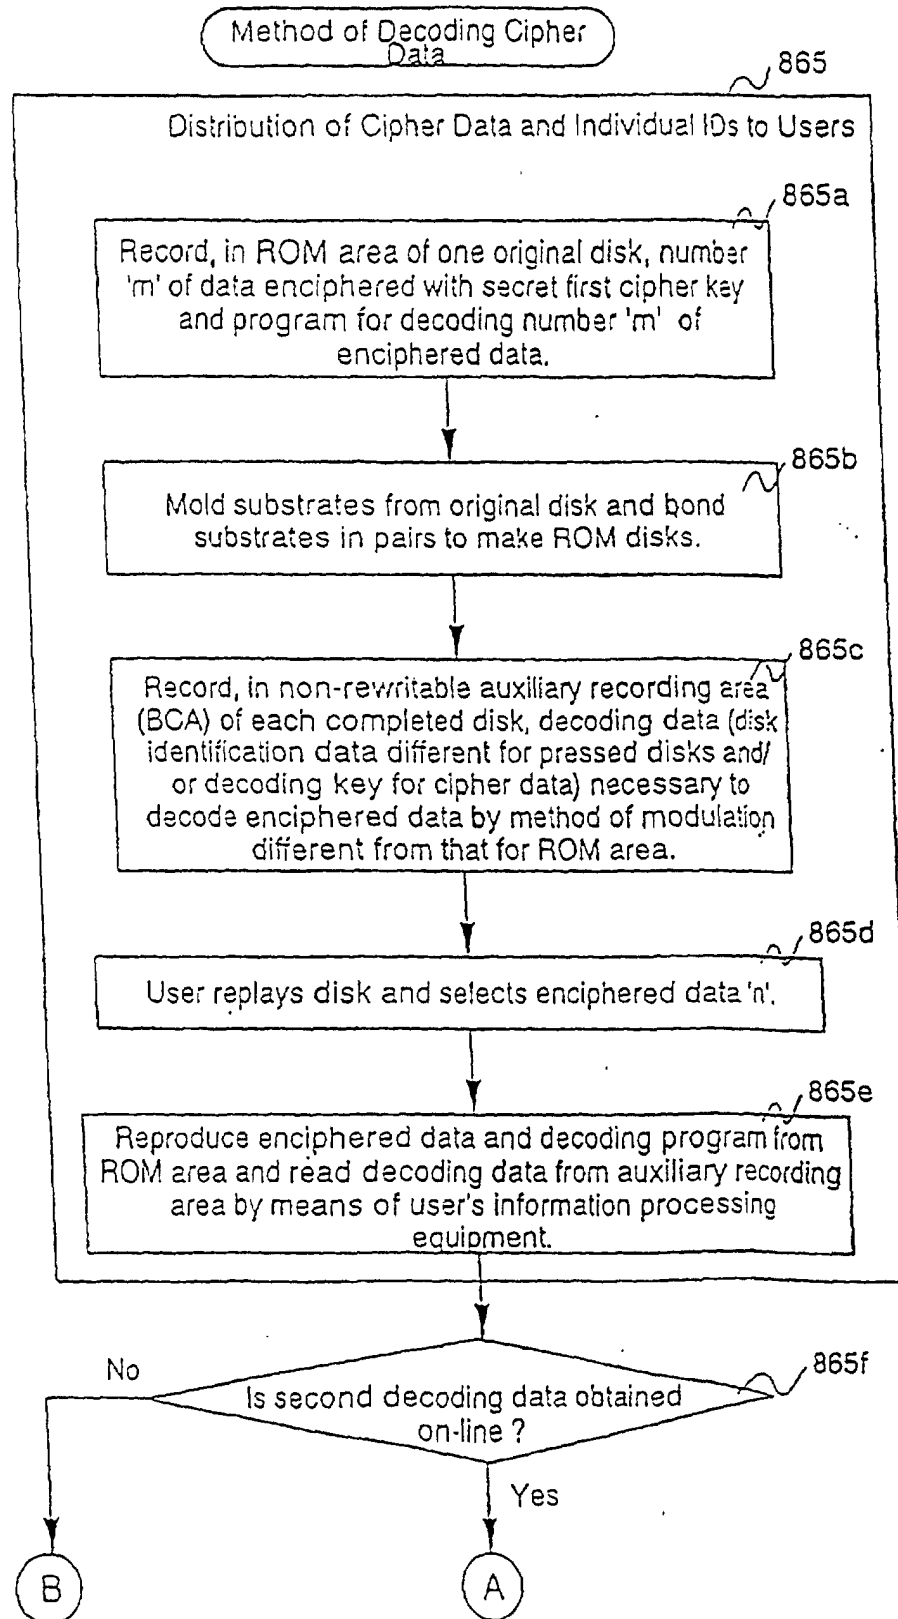 Method of Decoding Cipher
Data
865
Distribution of Cipher Data and Individual IDs to Users
865a
Record, in ROM area of one original disk, number
'm' of data enciphered with secret first cipher key
and program for decoding number 'm' of
enciphered data.
865b
Mold substrates from original disk and bond
substrates in pairs to make ROM disks.
865c
Record, in non-rewritable auxiliary recording area
(BCA) of each completed disk, decoding data (disk
identification data different for pressed disks and/
or decoding key for cipher data) necessary to
decode enciphered data by method of modulation
different from that for ROM area.
865d
User replays disk and selects enciphered data 'n'.
865e
Reproduce enciphered data and decoding program from
ROM area and read decoding data from auxiliary recording
area by means of user's information processing
equipment.
865f
No
Is second decoding data obtained
on-line ?
Yes
B
A